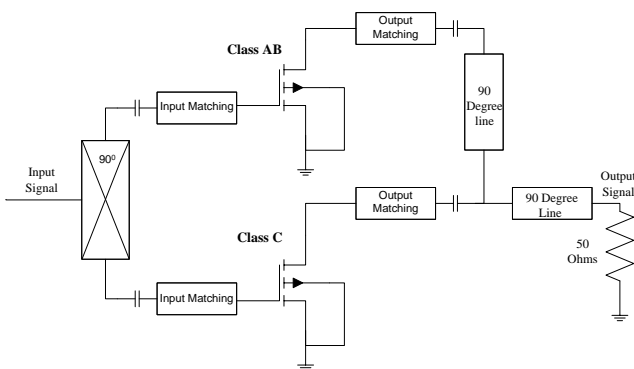 Output
Matching
Class AB
90
Degree
line
Input Matching
90⁰
Input
Signal
Output
Matching
90 Degree
Line
Output
Signal
Class C
50
Ohms
Input Matching